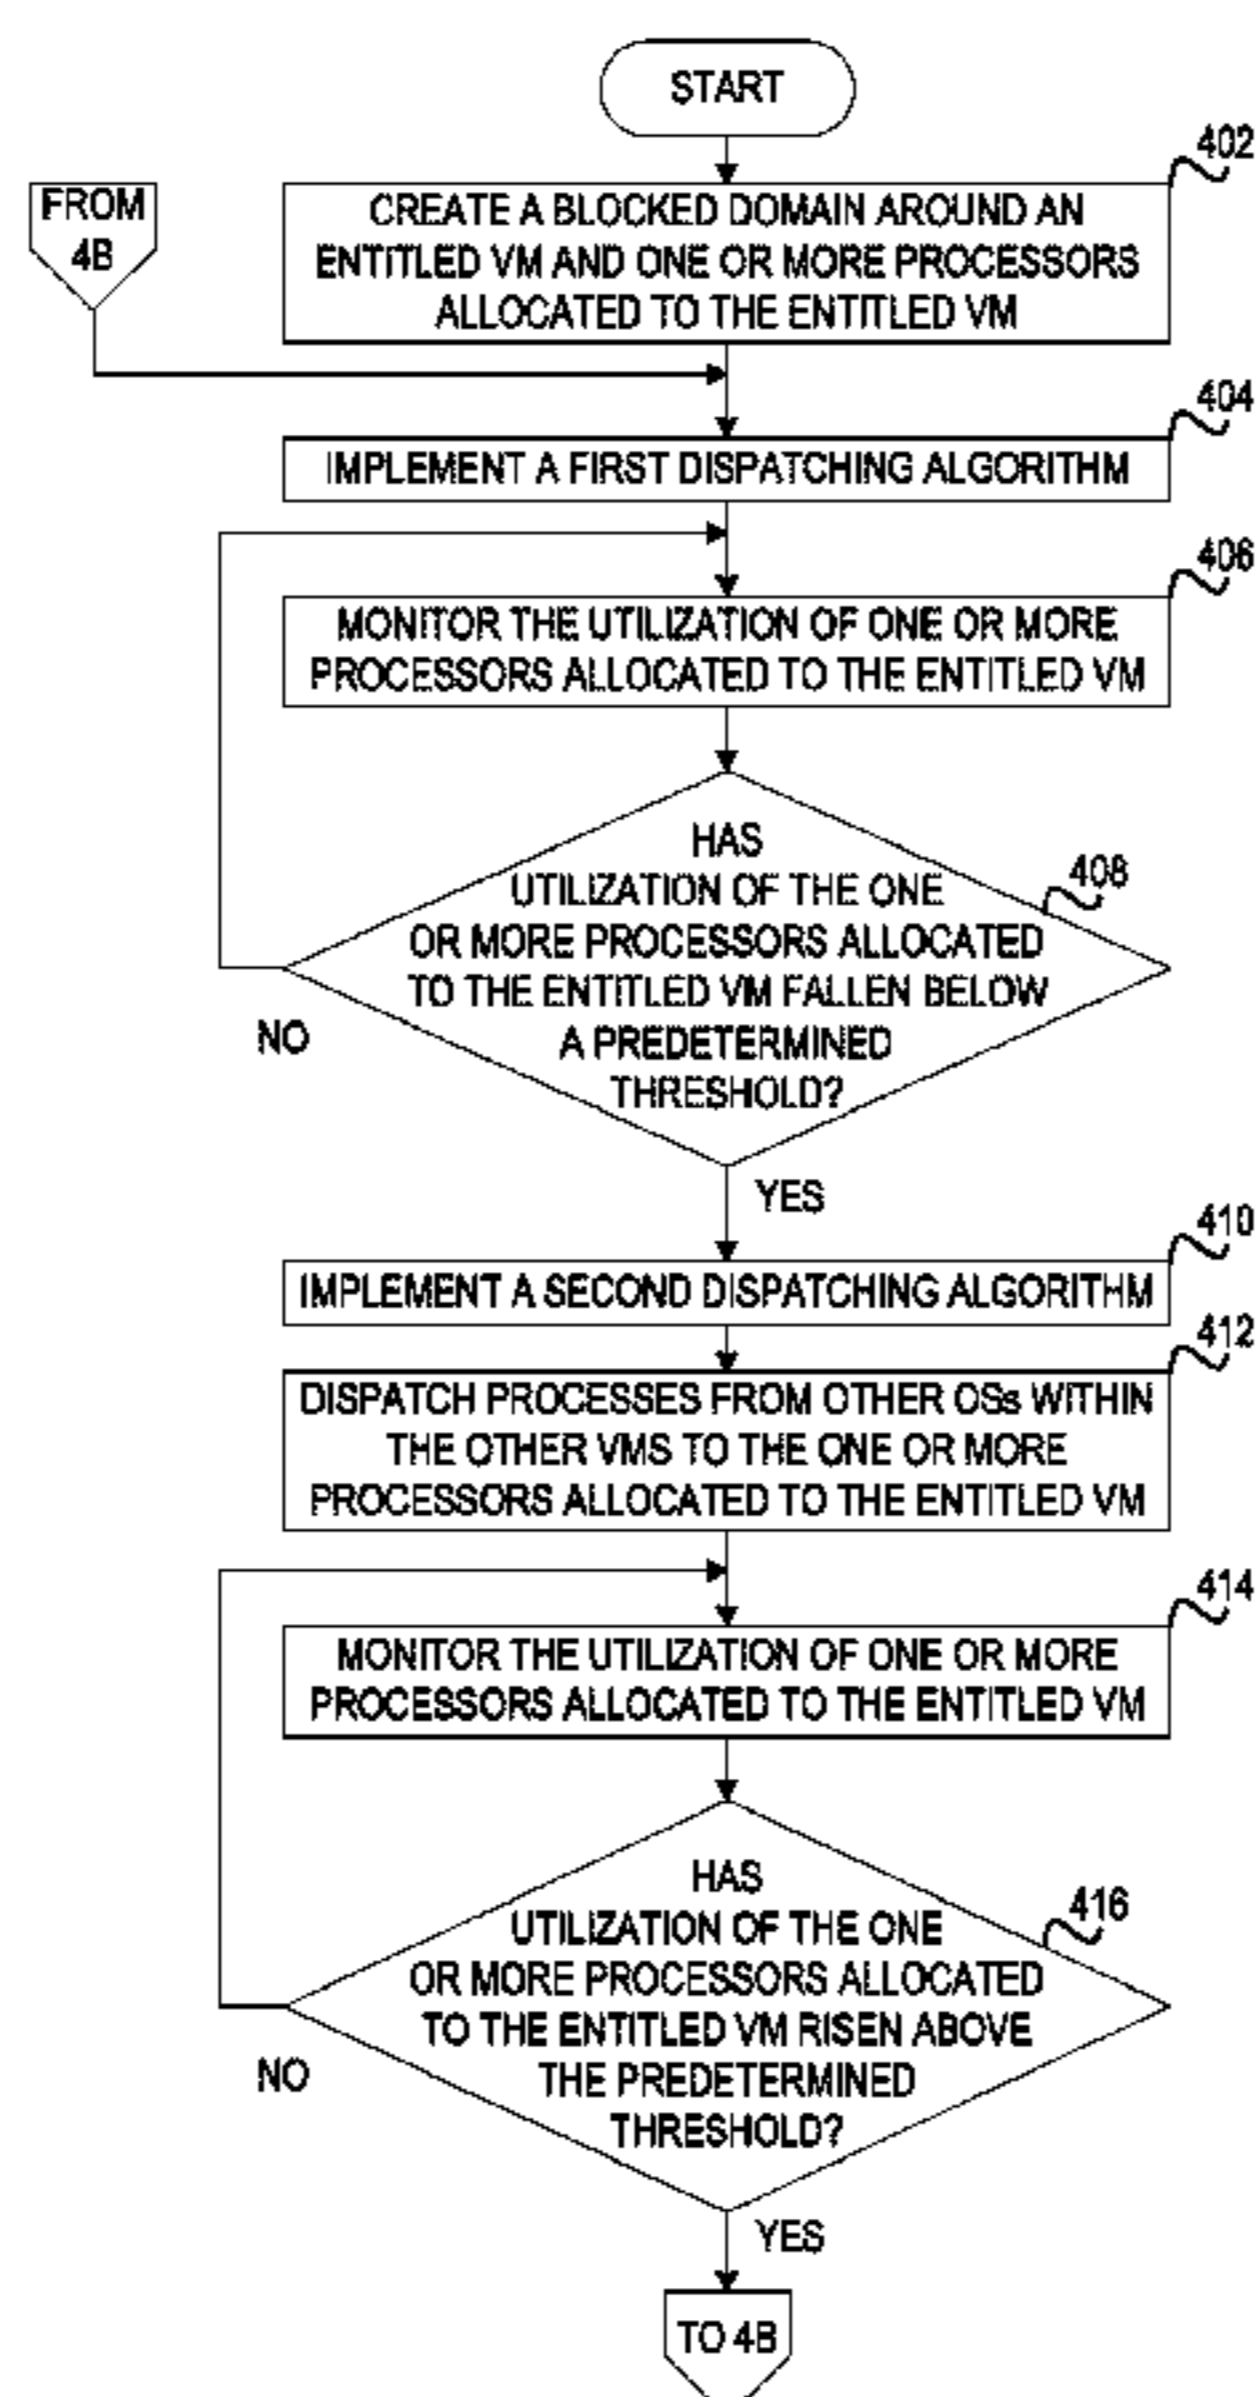 START
402
FROM
4B
CREATE A BLOCKED DOMAIN AROUND AN
ENTITLED VM AND ONE OR MORE PROCESSORS
ALLOCATED TO THE ENTITLED VM
404
IMPLEMENT A FIRST DISPATCHING ALGORITHM
406
MONITOR THE UTILIZATION OF ONE OR MORE
PROCESSORS ALLOCATED TO THE ENTITLED VM
408
HAS
UTILIZATION OF THE ONE
OR MORE PROCESSORS ALLOCATED
TO THE ENTITLED VM FALLEN BELOW
A PREDETERMINED
THRESHOLD?
NO
YES
410
IMPLEMENT A SECOND DISPATCHING ALGORITHM
412
DISPATCH PROCESSES FROM OTHER OSs WITHIN
THE OTHER VMS TO THE ONE OR MORE
PROCESSORS ALLOCATED TO THE ENTITLED VM
414
MONITOR THE UTILIZATION OF ONE OR MORE
PROCESSORS ALLOCATED TO THE ENTITLED VM
416
HAS
UTILIZATION OF THE ONE
OR MORE PROCESSORS ALLOCATED
TO THE ENTITLED VM RISEN ABOVE
THE PREDETERMINED
THRESHOLD?
NO
YES
TO 4B